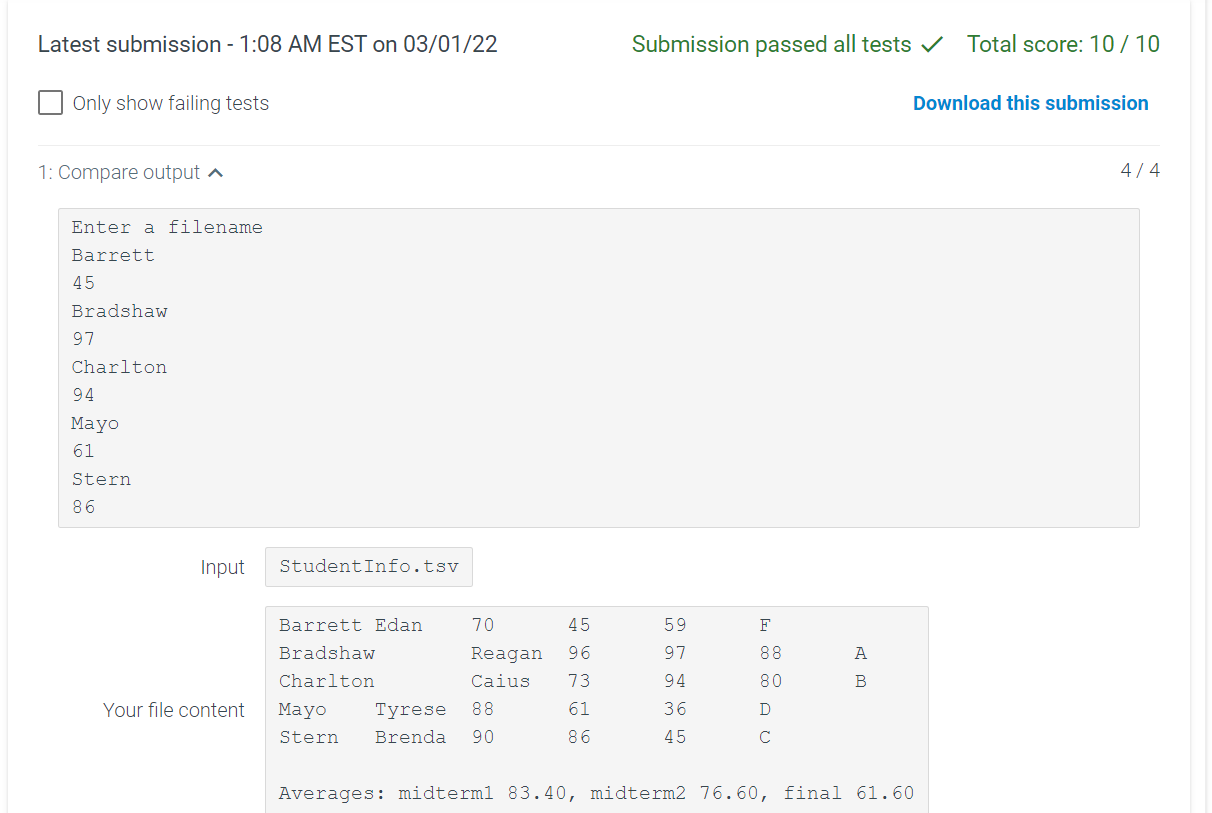 Latest submission - 1:08 AM EST on 03/01/22 Submission passed all tests ✓ Total score: 10 / 10
Only show failing tests Download this submission
1: Compare output 4 / 4
Enter a filename
Barrett
45
Bradshaw
97
Charlton
94
Mayo
61
Stern
86
Input StudentInfo.tsv
Barrett Edan 70 45 59 F
Bradshaw Reagan 96 97 88 A
Charlton Caius 73 94 80 B
Your file content Mayo Tyrese 88 61 36 D
Stern Brenda 90 86 45 C
Averages: midterm1 83.40, midterm2 76.60, final 61.60